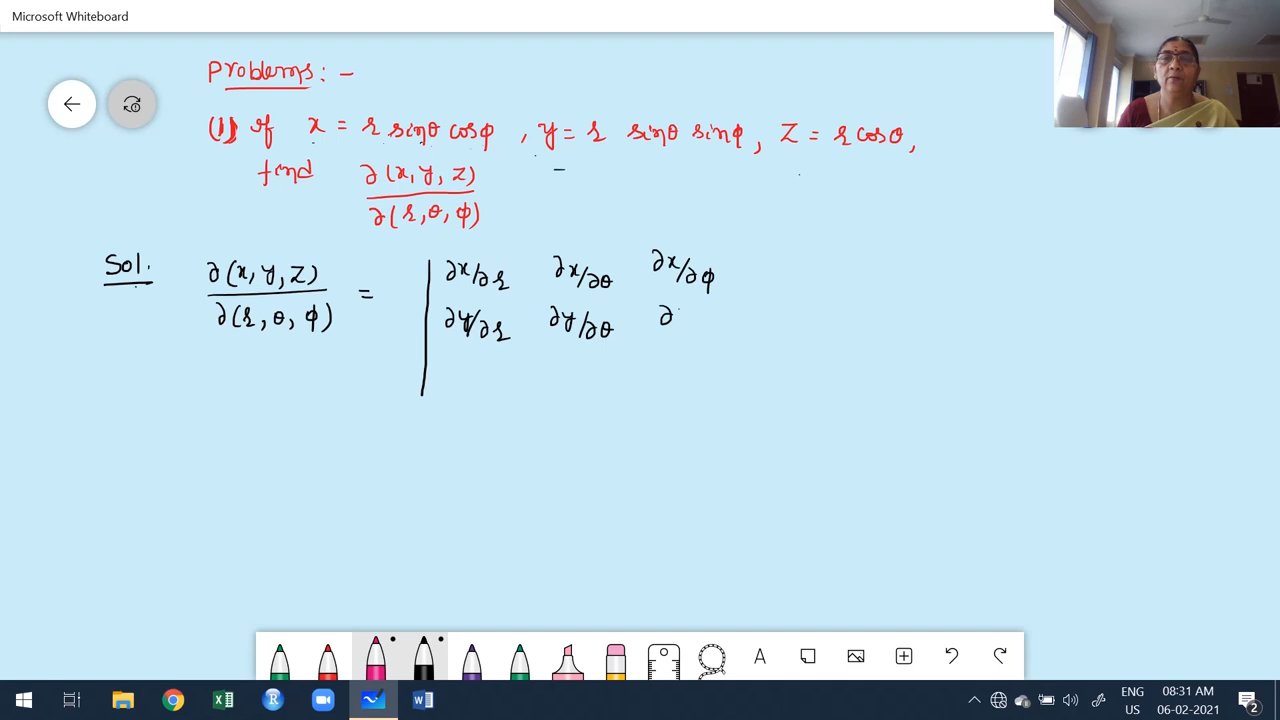 Microsoft Whiteboard
Problems: -
(1) If x = r sinθ cosφ , y = r sinθ sinφ, z = r cosθ,
find ∂(x, y, z)
∂(r, θ, φ)
Sol. ∂(x, y, z) / ∂(r, θ, φ) = | ∂x/∂r ∂x/∂θ ∂x/∂φ
∂y/∂r ∂y/∂θ ∂
A
ENG
US
08:31 AM
06-02-2021
2